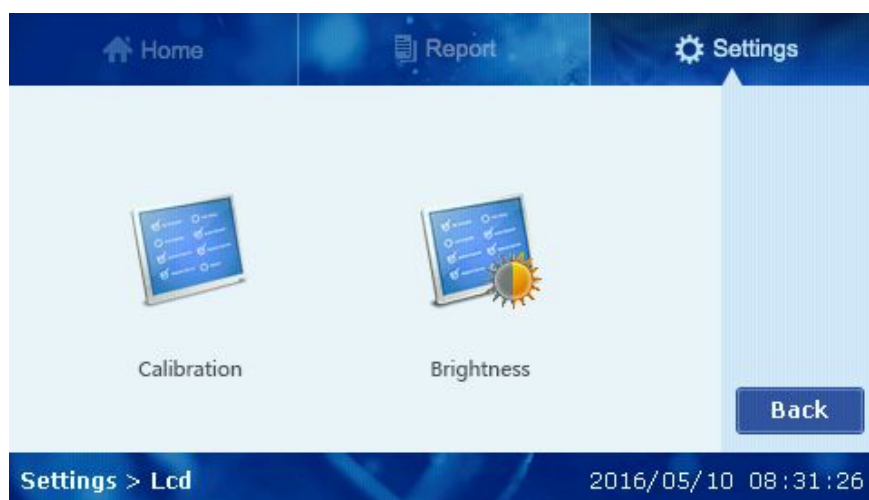 Home
Report
Settings
Calibration
Brightness
Back
Settings > Lcd
2016/05/10 08:31:26